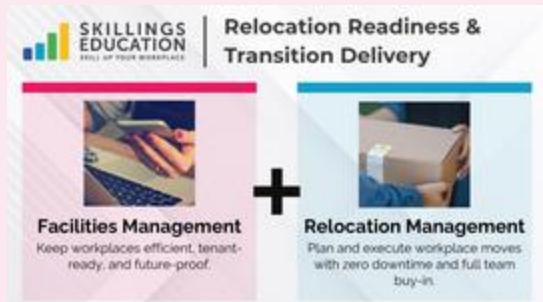 SKILLINGS
EDUCATION
SKILL UP YOUR WORKPLACE
Relocation Readiness &
Transition Delivery
Facilities Management
Keep workplaces efficient, tenant-
ready, and future-proof.
+
Relocation Management
Plan and execute workplace moves
with zero downtime and full team
buy-in.